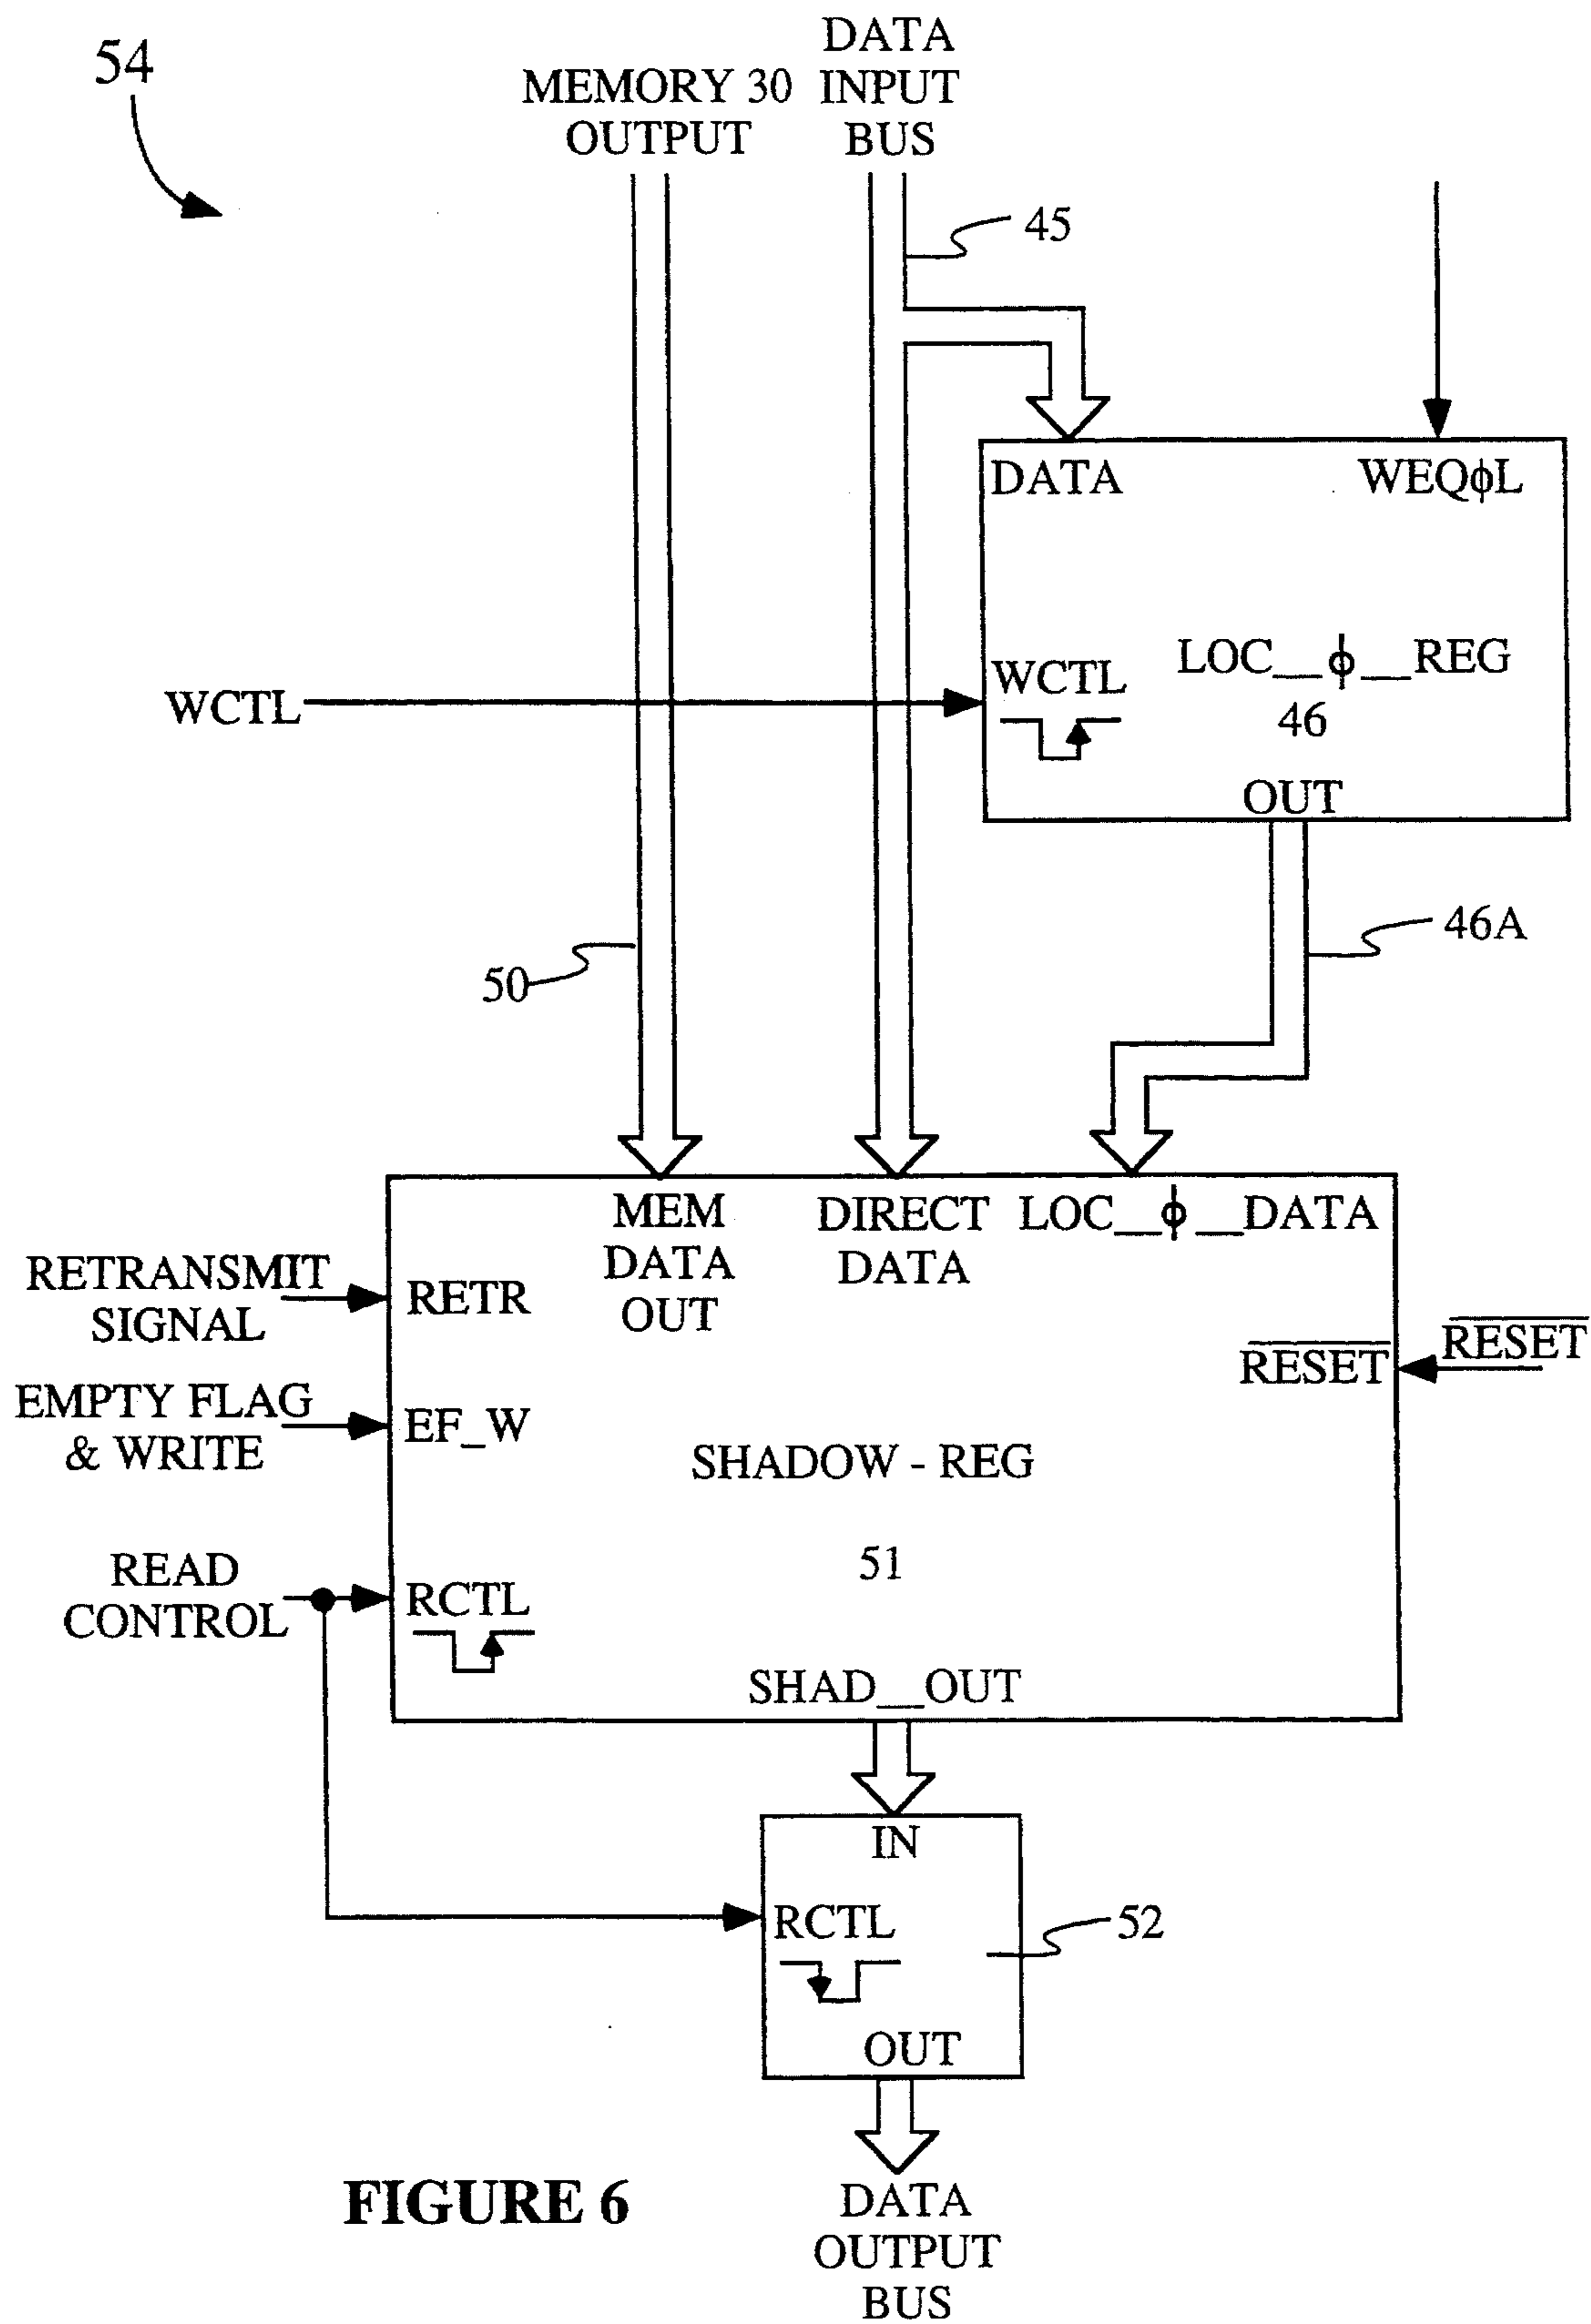 54
MEMORY 30
OUTPUT
DATA
INPUT
BUS
45
DATA
WEQϕL
WCTL
WCTL
LOC__ϕ__REG
46
OUT
50
46A
MEM
DATA
OUT
DIRECT
DATA
LOC__ϕ__DATA
RETRANSMIT
SIGNAL
RETR
RESET
RESET
EMPTY FLAG
& WRITE
EF_W
SHADOW - REG
51
READ
CONTROL
RCTL
SHAD__OUT
IN
RCTL
52
OUT
FIGURE 6
DATA
OUTPUT
BUS